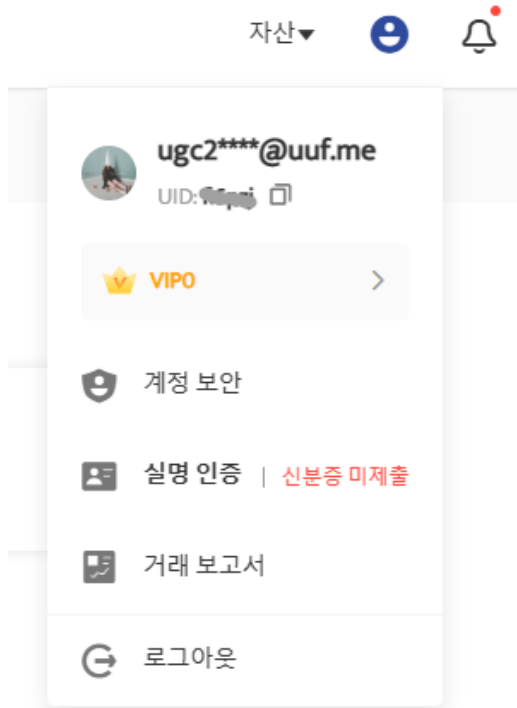 자산▼
ugc2****@uuf.me
UID:
VIP0
계정 보안
실명 인증 | 신분증 미제출
거래 보고서
로그아웃